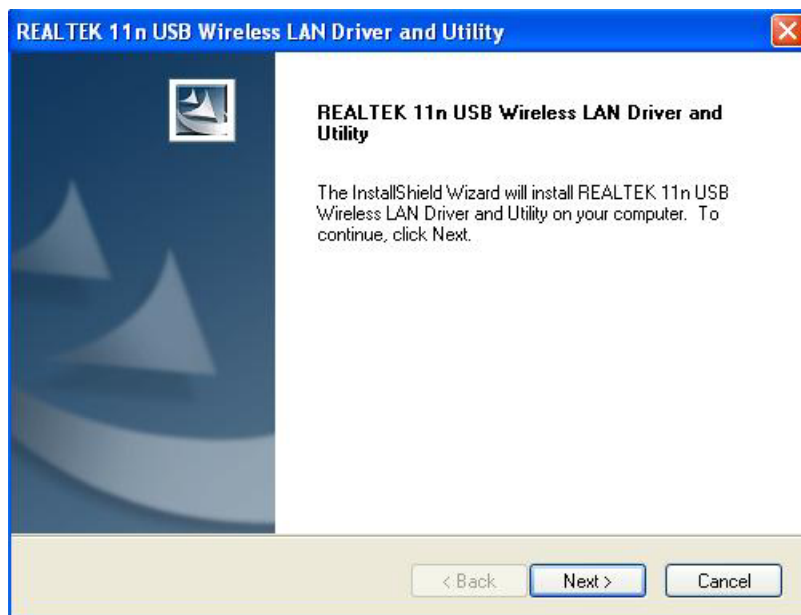 REALTEK 11n USB Wireless LAN Driver and Utility
REALTEK 11n USB Wireless LAN Driver and
Utility
The InstallShield Wizard will install REALTEK 11n USB
Wireless LAN Driver and Utility on your computer.  To
continue, click Next.
< Back
Next >
Cancel